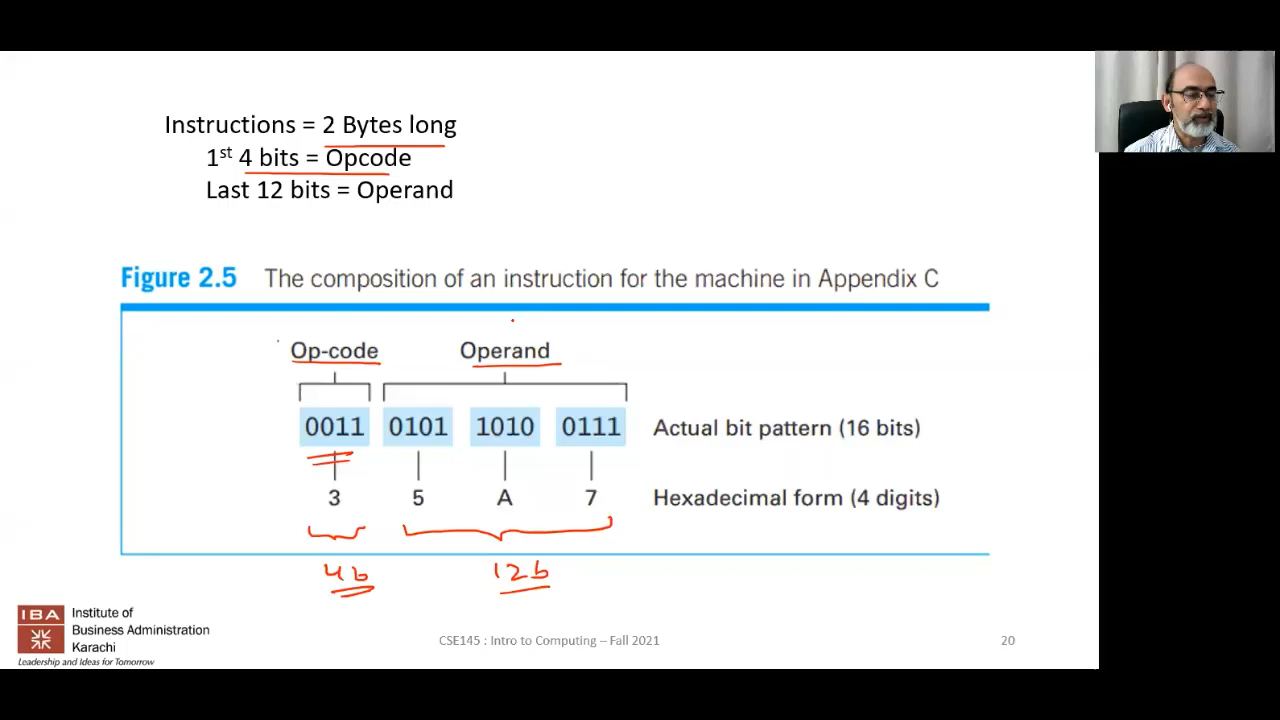 Instructions = 2 Bytes long
1st 4 bits = Opcode
Last 12 bits = Operand
Figure 2.5 The composition of an instruction for the machine in Appendix C
Op-code Operand
0011 0101 1010 0111 Actual bit pattern (16 bits)
3 5 A 7 Hexadecimal form (4 digits)
4b 12b
IBA Institute of
Business Administration
Karachi
Leadership and Ideas for Tomorrow
CSE145 : Intro to Computing – Fall 2021
20